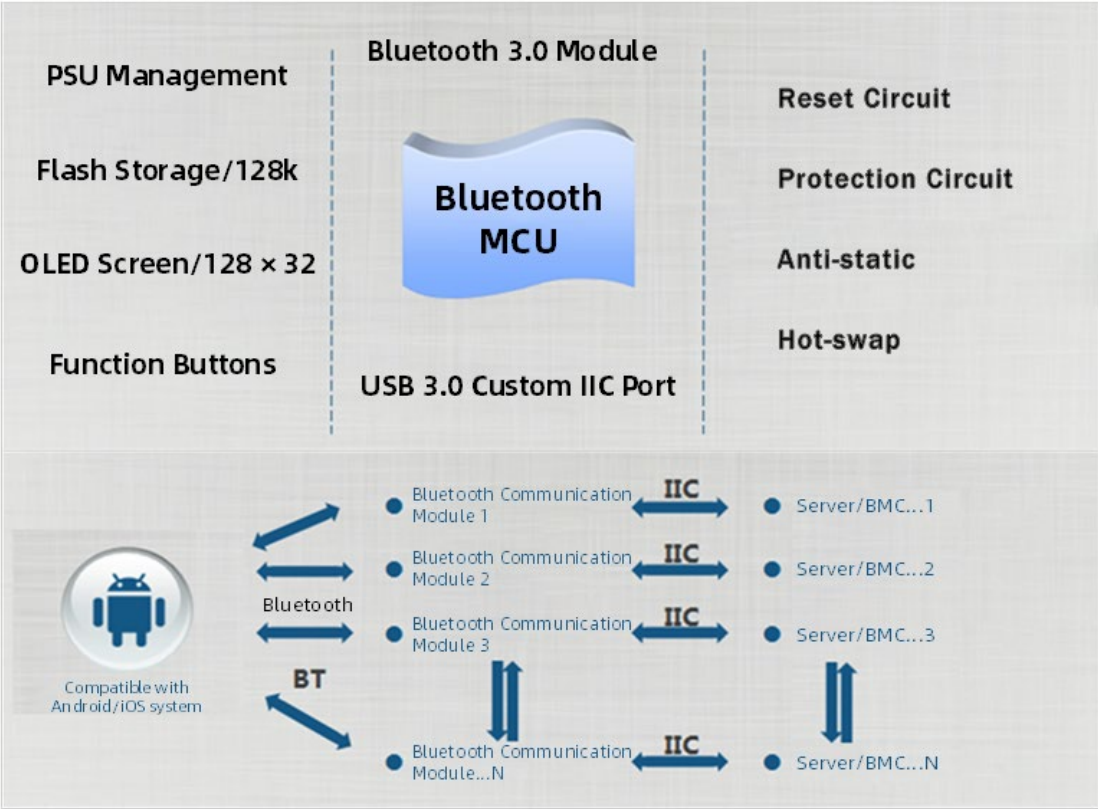 PSU Management
Flash Storage/128k
OLED Screen/128 × 32
Function Buttons
Bluetooth 3.0 Module
Bluetooth
MCU
USB 3.0 Custom IIC Port
Reset Circuit
Protection Circuit
Anti-static
Hot-swap
Compatible with
Android/iOS system
Bluetooth
BT
Bluetooth Communication
Module 1
IIC
Server/BMC...1
Bluetooth Communication
Module 2
IIC
Server/BMC...2
Bluetooth Communication
Module 3
IIC
Server/BMC...3
Bluetooth Communication
Module...N
IIC
Server/BMC...N